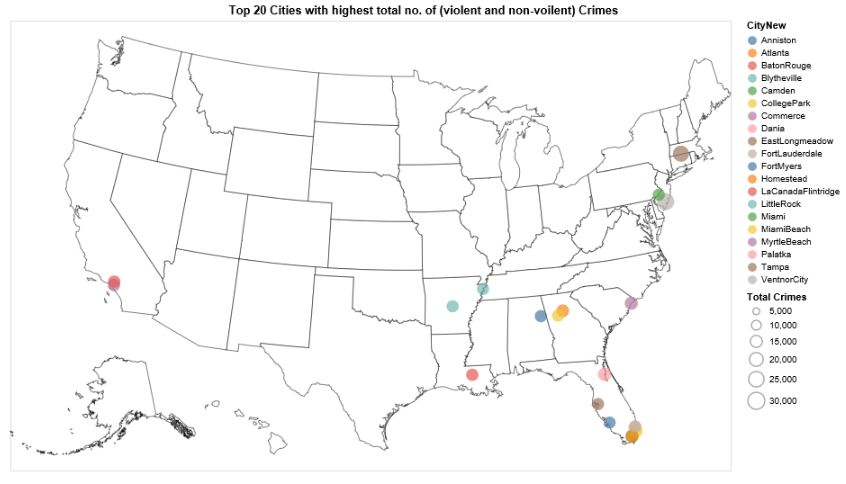 Top 20 Cities with highest total no. of (violent and non-voilent) Crimes
CityNew
Anniston
Atlanta
BatonRouge
Blytheville
Camden
CollegePark
Commerce
Dania
EastLongmeadow
FortLauderdale
FortMyers
Homestead
LaCanadaFlintridge
LittleRock
Miami
MiamiBeach
MyrtleBeach
Palatka
Tampa
VentnorCity
Total Crimes
5,000
10,000
15,000
20,000
25,000
30,000